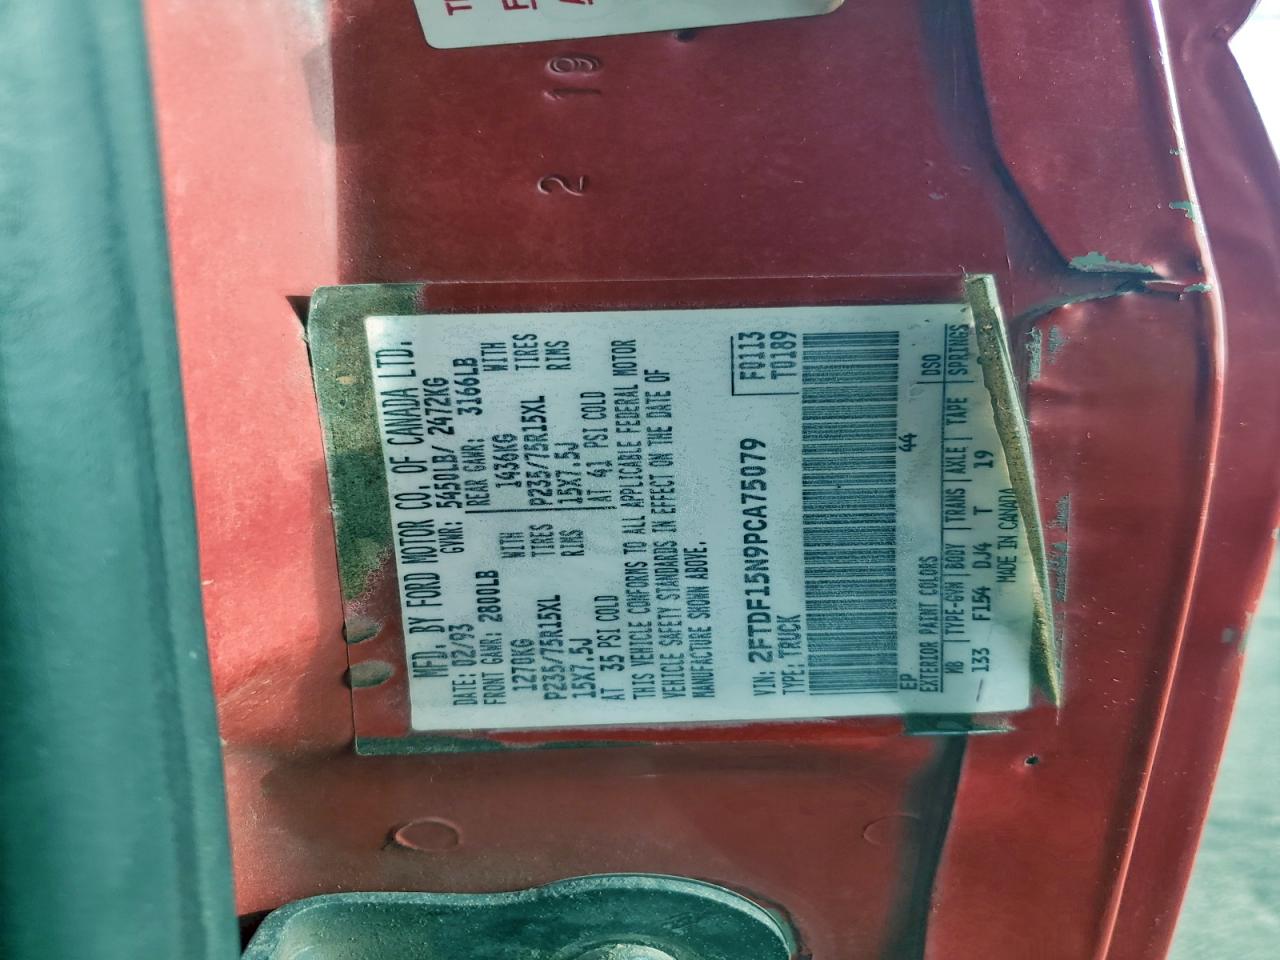 19
2
MFD. BY FORD MOTOR CO. OF CANADA LTD.
DATE: 02/93 GVWR: 5450LB/ 2472KG
FRONT GAWR: 2800LB REAR GAWR: 3166LB
1270KG WITH 1436KG WITH
P235/75R15XL TIRES P235/75R15XL TIRES
15X7.5J RIMS 15X7.5J RIMS
AT 35 PSI COLD AT 41 PSI COLD
THIS VEHICLE CONFORMS TO ALL APPLICABLE FEDERAL MOTOR
VEHICLE SAFETY STANDARDS IN EFFECT ON THE DATE OF
MANUFACTURE SHOWN ABOVE.
F0113
VIN: 2FTDF15N9PCA75079 T0189
TYPE: TRUCK
EP 44
EXTERIOR PAINT COLORS DSO
WB TYPE-GVW BODY TRANS AXLE TAPE SPRINGS
133 F154 DJ4 T 19
MADE IN CANADA